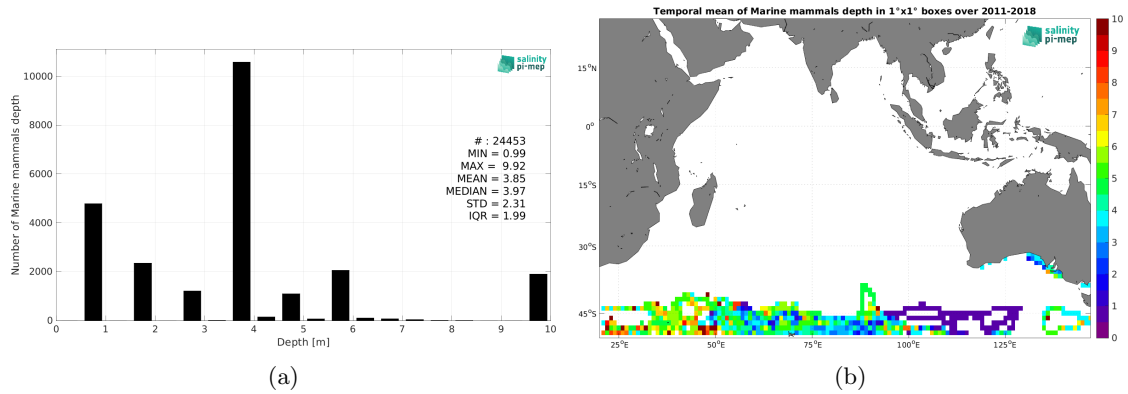 salinity
pi-mep
10000
8000
6000
4000
2000
0
Number of Marine mammals depth
# : 24453
MIN = 0.99
MAX = 9.92
MEAN = 3.85
MEDIAN = 3.97
STD = 2.31
IQR = 1.99
0 1 2 3 4 5 6 7 8 9 10
Depth [m]
(a)
Temporal mean of Marine mammals depth in 1°x1° boxes over 2011-2018
salinity
pi-mep
15°N
0°
15°S
30°S
45°S
25°E 50°E 75°E 100°E 125°E
10
9
8
7
6
5
4
3
2
1
0
(b)